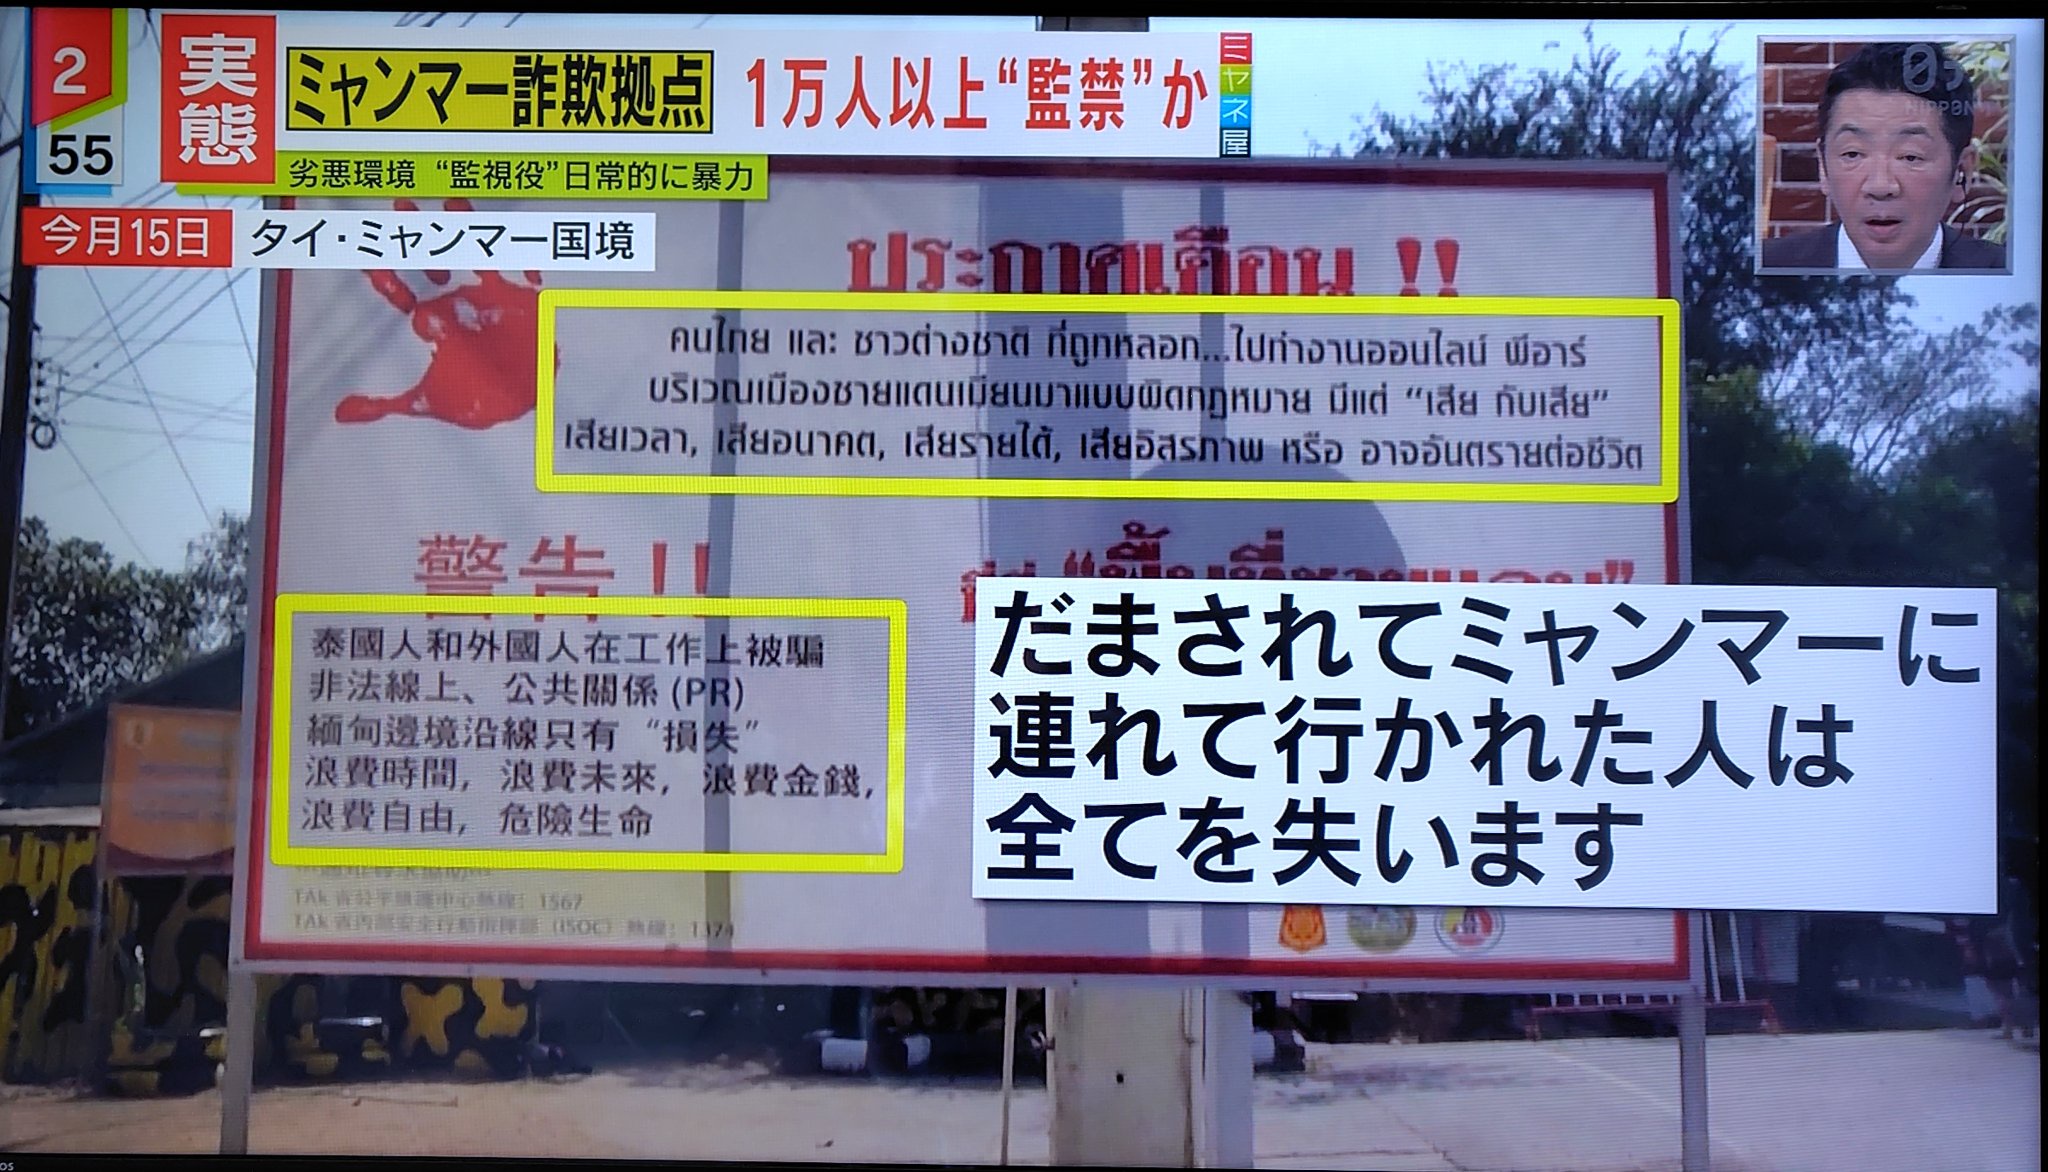 2
55
実態
ミャンマー詐欺拠点 1万人以上“監禁”か
ミヤネ屋
劣悪環境 “監視役”日常的に暴力
今月15日 タイ・ミャンマー国境
NIPPON
ประกาศเตือน !!
คนไทย และ ชาวต่างชาติ ที่ถูกหลอก...ไปทำงานออนไลน์ พีอาร์
บริเวณเมืองชายแดนเมียนมาแบบผิดกฎหมาย มีแต่ “เสีย กับเสีย”
เสียเวลา, เสียอนาคต, เสียรายได้, เสียอิสรภาพ หรือ อาจอันตรายต่อชีวิต
警告 !!
泰國人和外國人在工作上被騙
非法線上、公共關係 (PR)
緬甸邊境沿線只有 “損失”
浪費時間, 浪費未來, 浪費金錢,
浪費自由, 危險生命
: 1567
(ISOC) 熱線: 1374
だまされてミャンマーに
連れて行かれた人は
全てを失います